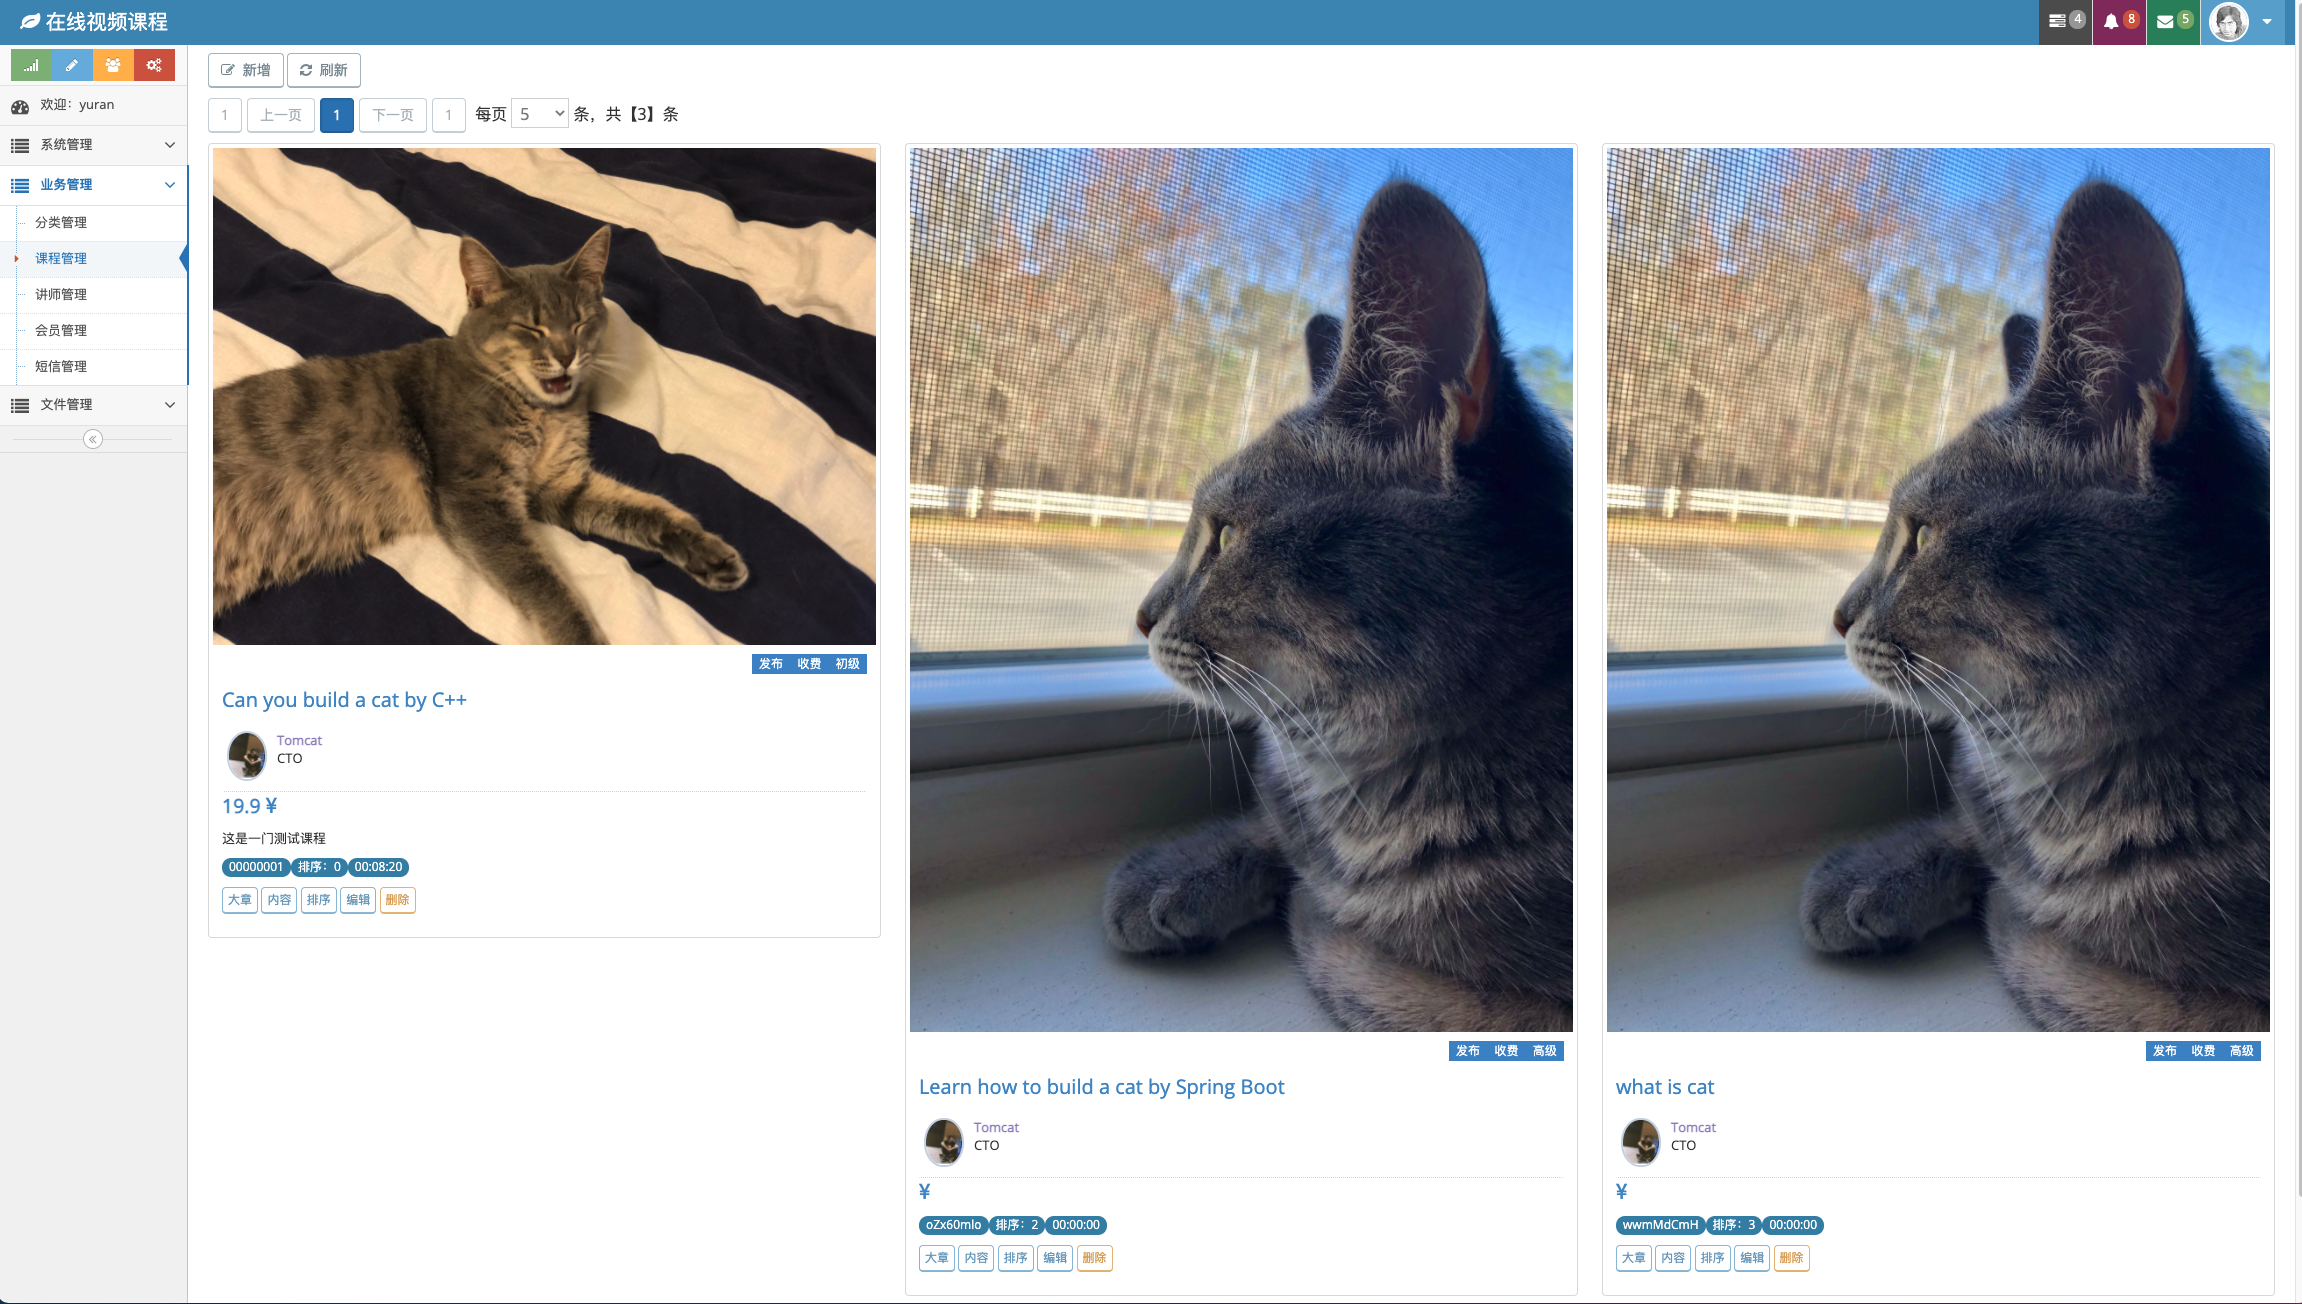 在线视频课程
4
8
5
欢迎：yuran
系统管理
业务管理
分类管理
课程管理
讲师管理
会员管理
短信管理
文件管理
新增 刷新
1 上一页 1 下一页 1 每页 5 条，共【3】条
发布 收费 初级
Can you build a cat by C++
Tomcat
CTO
19.9 ¥
这是一门测试课程
00000001 排序：0 00:08:20
大章 内容 排序 编辑 删除
发布 收费 高级
Learn how to build a cat by Spring Boot
Tomcat
CTO
¥
oZx60mlo 排序：2 00:00:00
大章 内容 排序 编辑 删除
发布 收费 高级
what is cat
Tomcat
CTO
¥
wwmMdCmH 排序：3 00:00:00
大章 内容 排序 编辑 删除